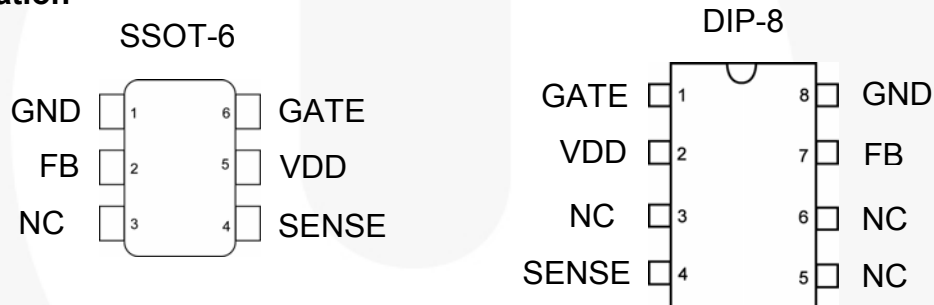 ation
SSOT-6
GND 1 6 GATE
FB 2 5 VDD
NC 3 4 SENSE
DIP-8
GATE 1 8 GND
VDD 2 7 FB
NC 3 6 NC
SENSE 4 5 NC